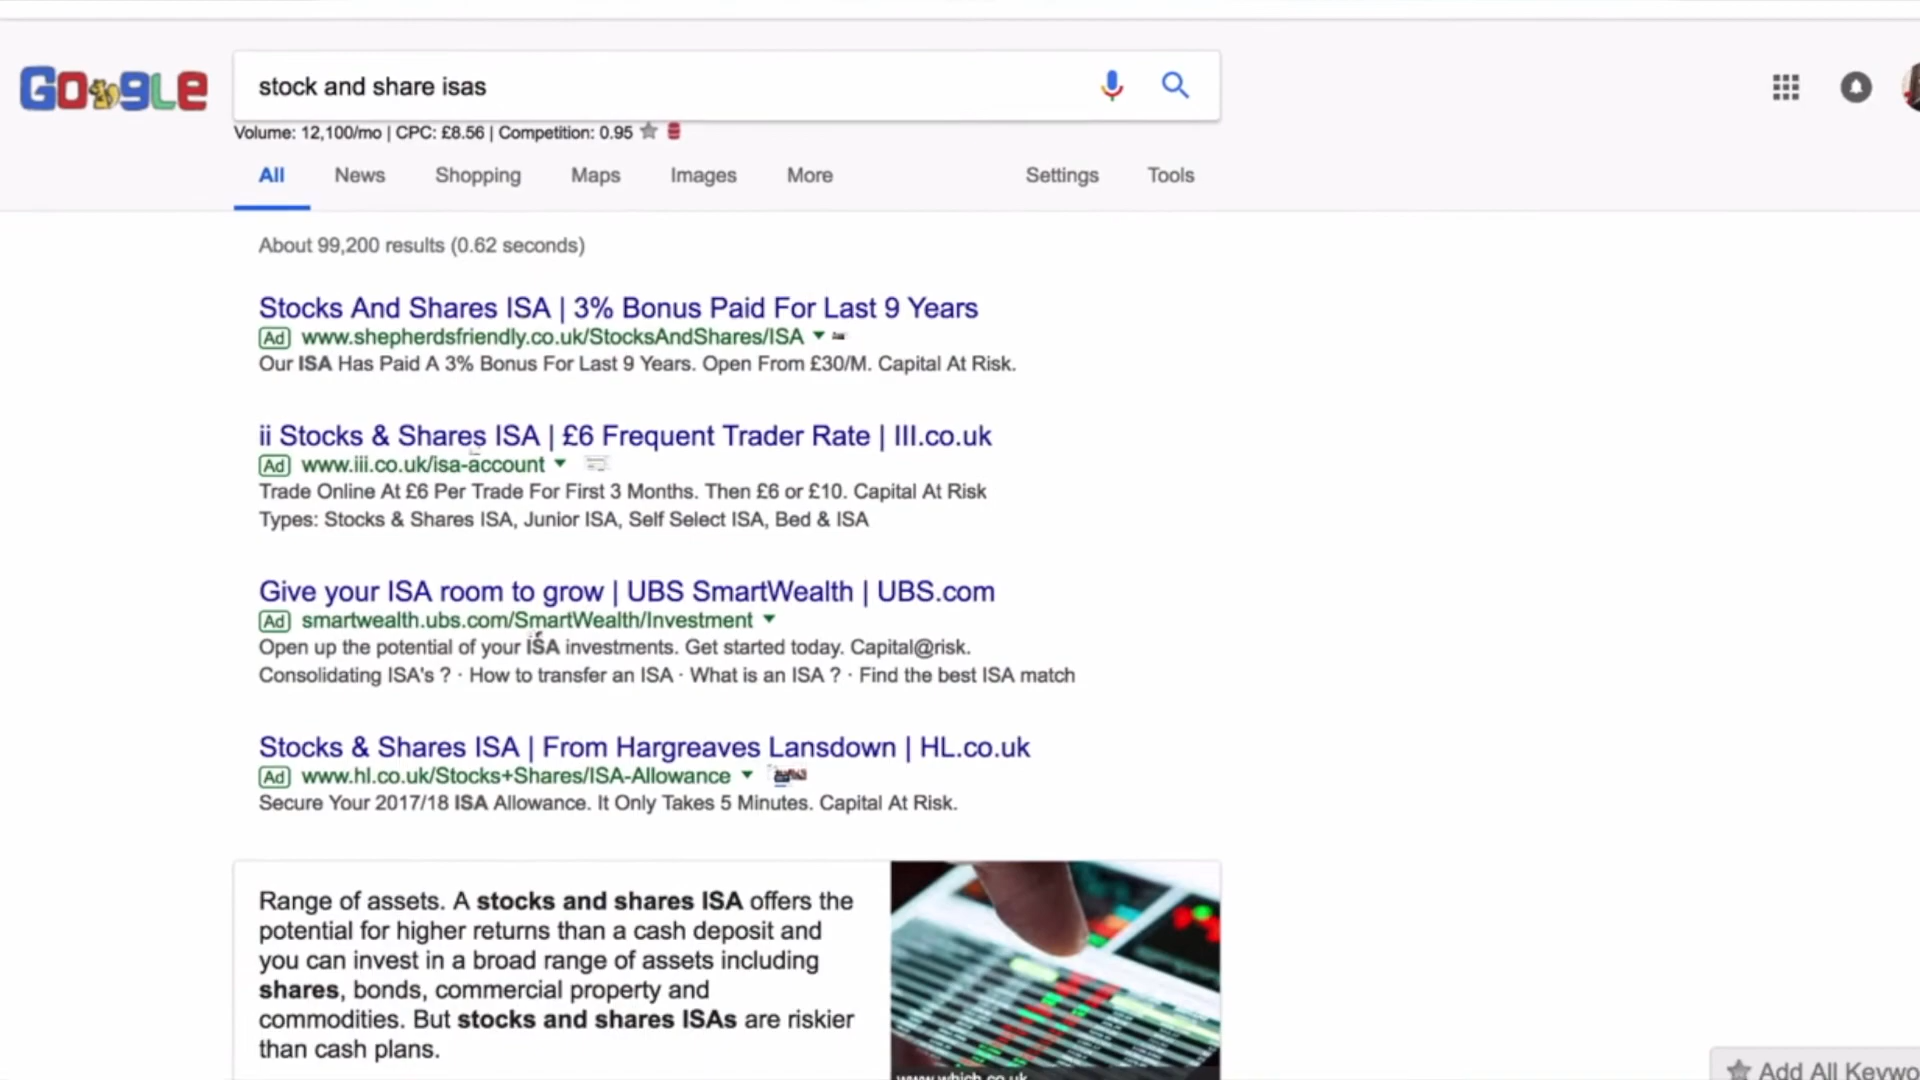 Google
stock and share isas
Volume: 12,100/mo | CPC: £8.56 | Competition: 0.95
All News Shopping Maps Images More Settings Tools
About 99,200 results (0.62 seconds)
Stocks And Shares ISA | 3% Bonus Paid For Last 9 Years
Ad www.shepherdsfriendly.co.uk/StocksAndShares/ISA
Our ISA Has Paid A 3% Bonus For Last 9 Years. Open From £30/M. Capital At Risk.
ii Stocks & Shares ISA | £6 Frequent Trader Rate | III.co.uk
Ad www.iii.co.uk/isa-account
Trade Online At £6 Per Trade For First 3 Months. Then £6 or £10. Capital At Risk
Types: Stocks & Shares ISA, Junior ISA, Self Select ISA, Bed & ISA
Give your ISA room to grow | UBS SmartWealth | UBS.com
Ad smartwealth.ubs.com/SmartWealth/Investment
Open up the potential of your ISA investments. Get started today. Capital@risk.
Consolidating ISA's ? · How to transfer an ISA · What is an ISA ? · Find the best ISA match
Stocks & Shares ISA | From Hargreaves Lansdown | HL.co.uk
Ad www.hl.co.uk/Stocks+Shares/ISA-Allowance
Secure Your 2017/18 ISA Allowance. It Only Takes 5 Minutes. Capital At Risk.
Range of assets. A stocks and shares ISA offers the
potential for higher returns than a cash deposit and
you can invest in a broad range of assets including
shares, bonds, commercial property and
commodities. But stocks and shares ISAs are riskier
than cash plans.
www.which.co.uk
Add All Keywo